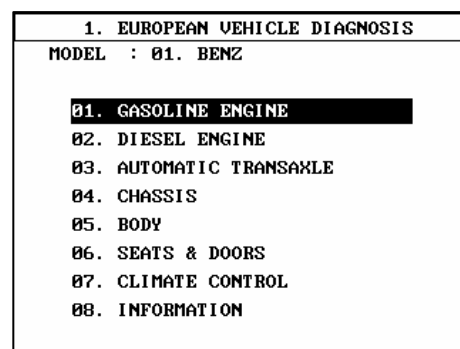 1. EUROPEAN VEHICLE DIAGNOSIS
MODEL : 01. BENZ
01. GASOLINE ENGINE
02. DIESEL ENGINE
03. AUTOMATIC TRANSAXLE
04. CHASSIS
05. BODY
06. SEATS & DOORS
07. CLIMATE CONTROL
08. INFORMATION